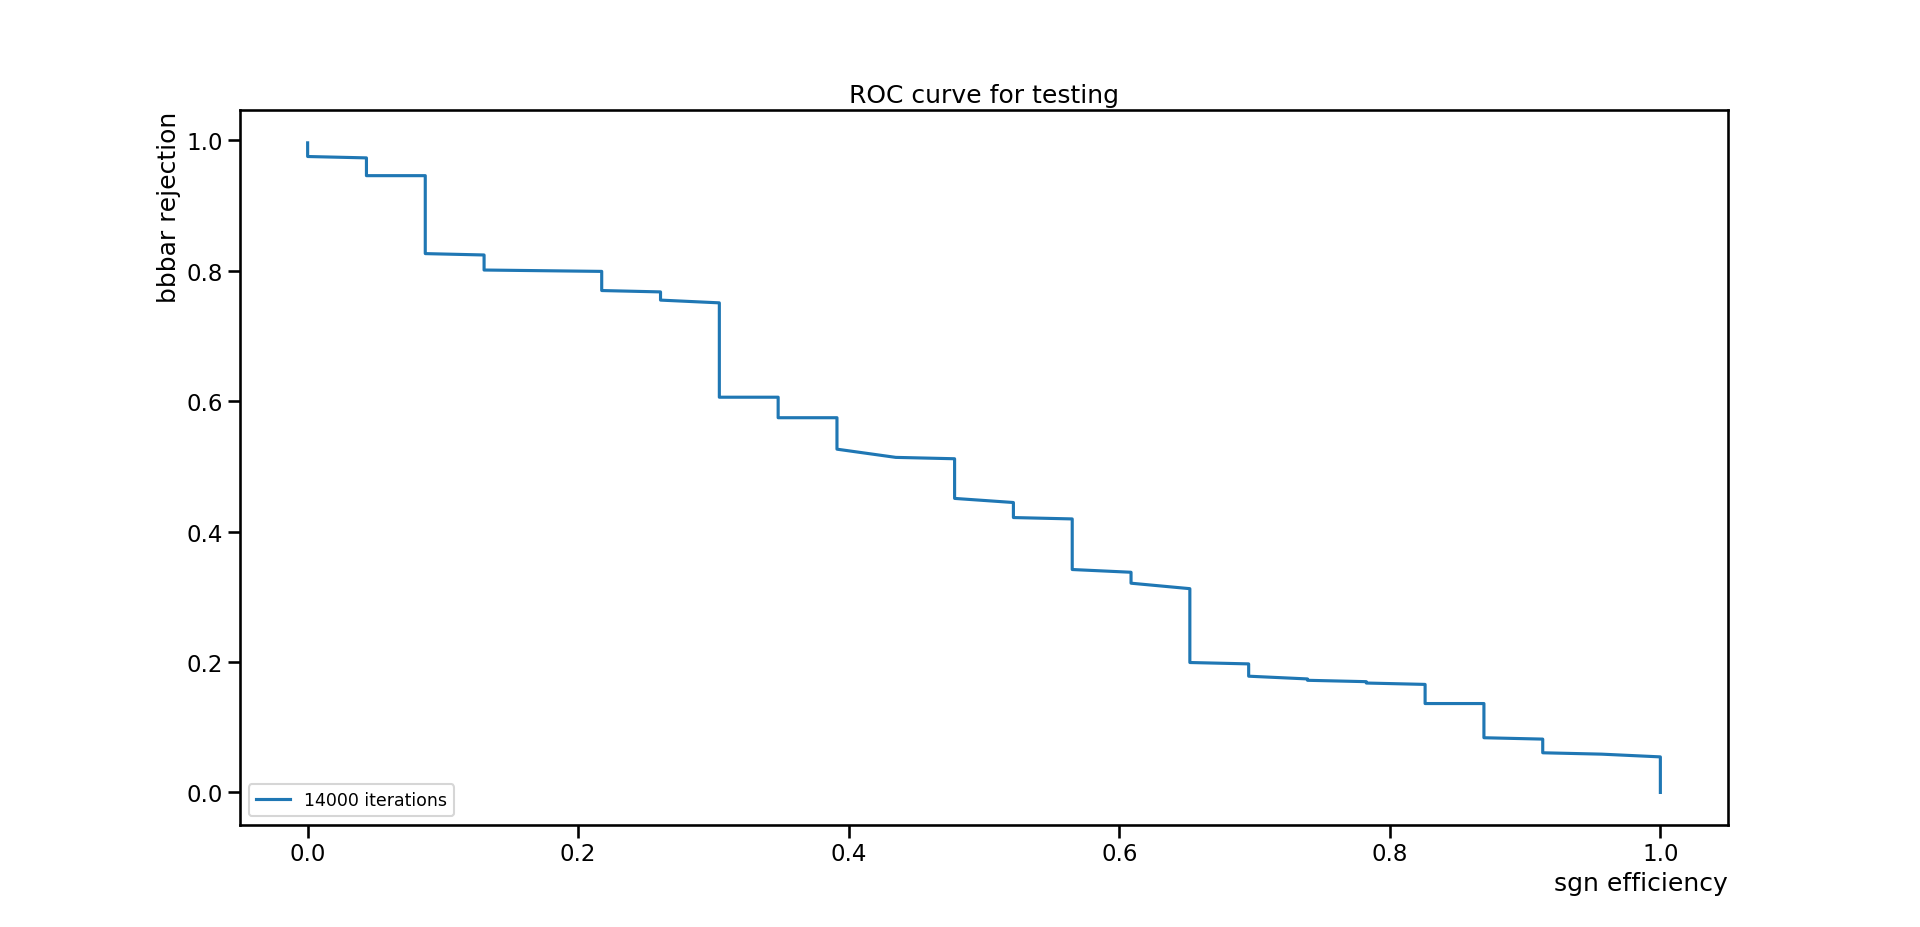 ROC curve for testing
bbbar rejection
1.0
0.8
0.6
0.4
0.2
0.0
14000 iterations
0.0 0.2 0.4 0.6 0.8 1.0
sgn efficiency